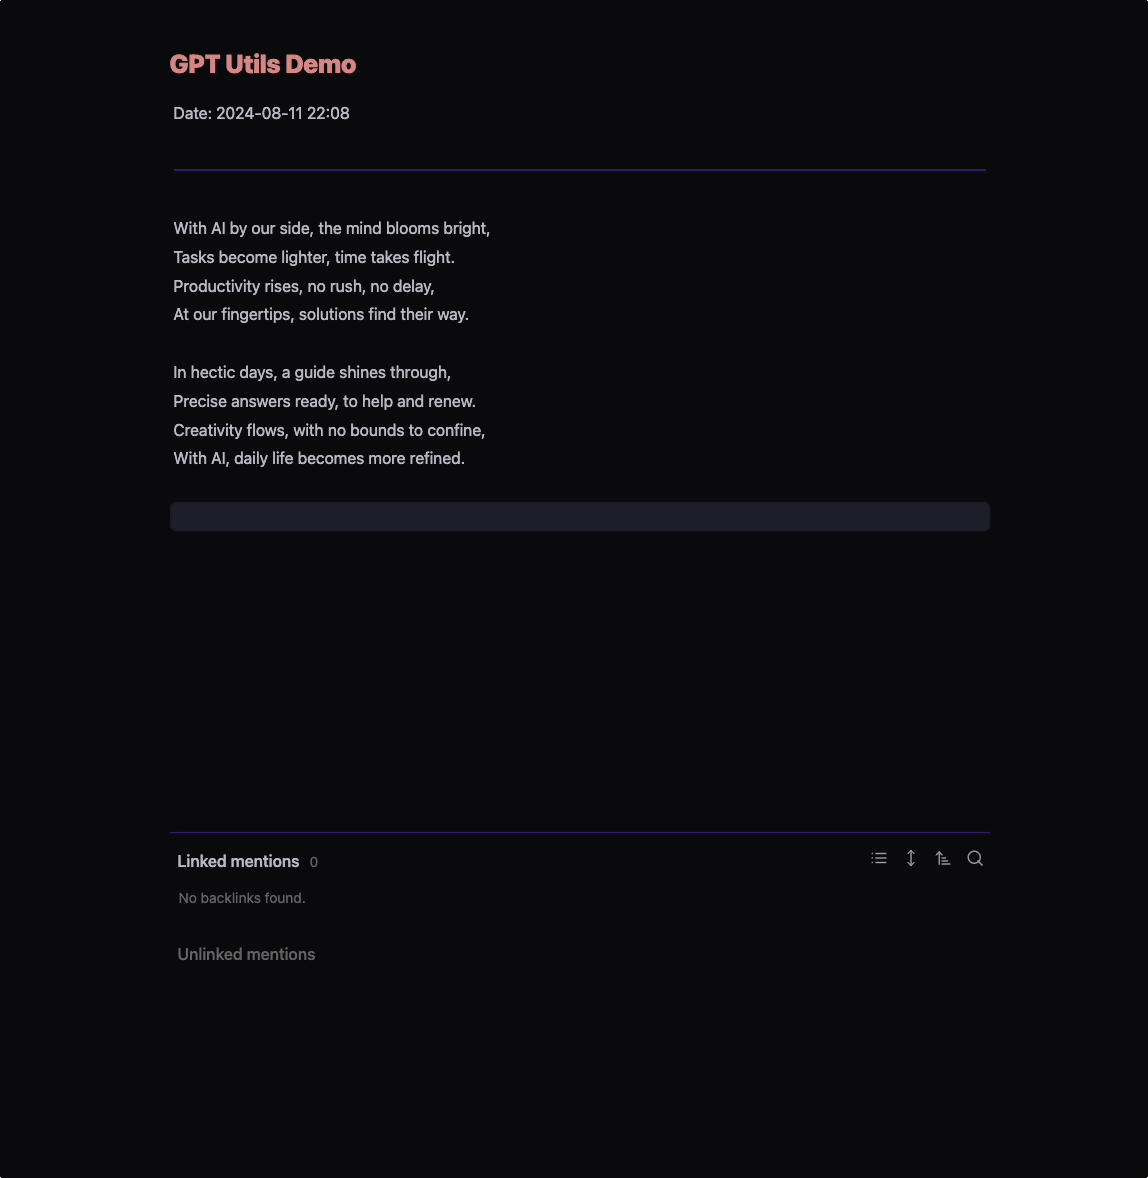 GPT Utils Demo
Date: 2024-08-11 22:08
With AI by our side, the mind blooms bright,
Tasks become lighter, time takes flight.
Productivity rises, no rush, no delay,
At our fingertips, solutions find their way.
In hectic days, a guide shines through,
Precise answers ready, to help and renew.
Creativity flows, with no bounds to confine,
With AI, daily life becomes more refined.
Linked mentions 0
No backlinks found.
Unlinked mentions